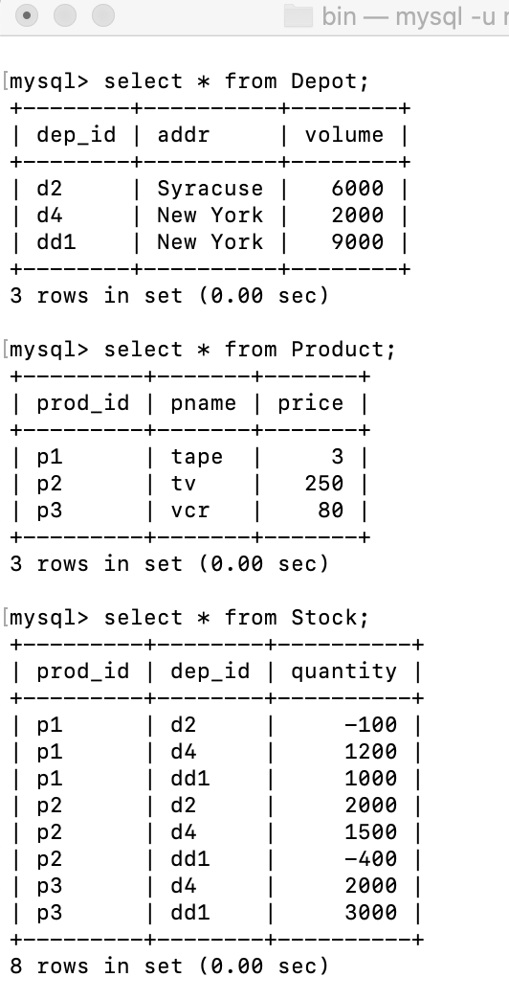 bin — mysql -u r
mysql> select * from Depot;
+---------+----------+--------+
| dep_id | addr     | volume |
+---------+----------+--------+
| d2     | Syracuse |   6000 |
| d4     | New York |   2000 |
| dd1    | New York |   9000 |
+---------+----------+--------+
3 rows in set (0.00 sec)
mysql> select * from Product;
+---------+-------+-------+
| prod_id | pname | price |
+---------+-------+-------+
| p1      | tape  |     3 |
| p2      | tv    |   250 |
| p3      | vcr   |    80 |
+---------+-------+-------+
3 rows in set (0.00 sec)
mysql> select * from Stock;
+---------+--------+----------+
| prod_id | dep_id | quantity |
+---------+--------+----------+
| p1      | d2     |     -100 |
| p1      | d4     |     1200 |
| p1      | dd1    |     1000 |
| p2      | d2     |     2000 |
| p2      | d4     |     1500 |
| p2      | dd1    |     -400 |
| p3      | d4     |     2000 |
| p3      | dd1    |     3000 |
+---------+--------+----------+
8 rows in set (0.00 sec)